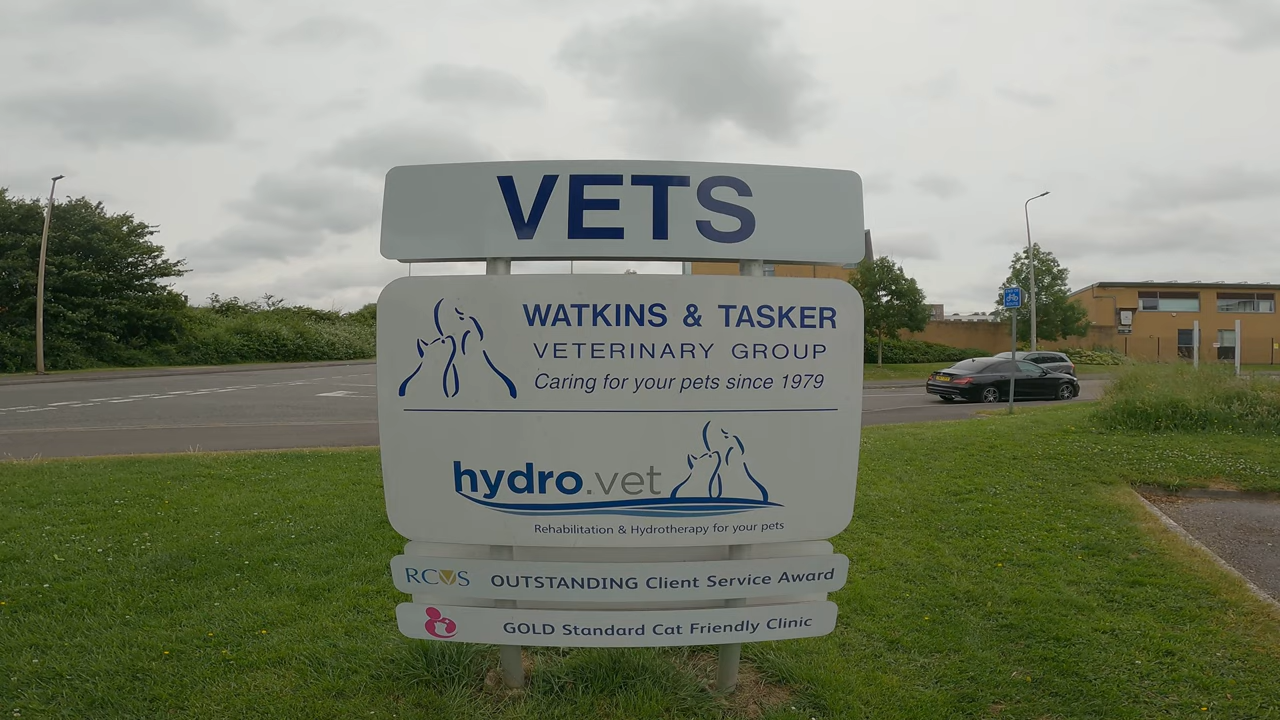 VETS
WATKINS & TASKER
VETERINARY GROUP
Caring for your pets since 1979
hydro.vet
Rehabilitation & Hydrotherapy for your pets
RCVS OUTSTANDING Client Service Award
GOLD Standard Cat Friendly Clinic